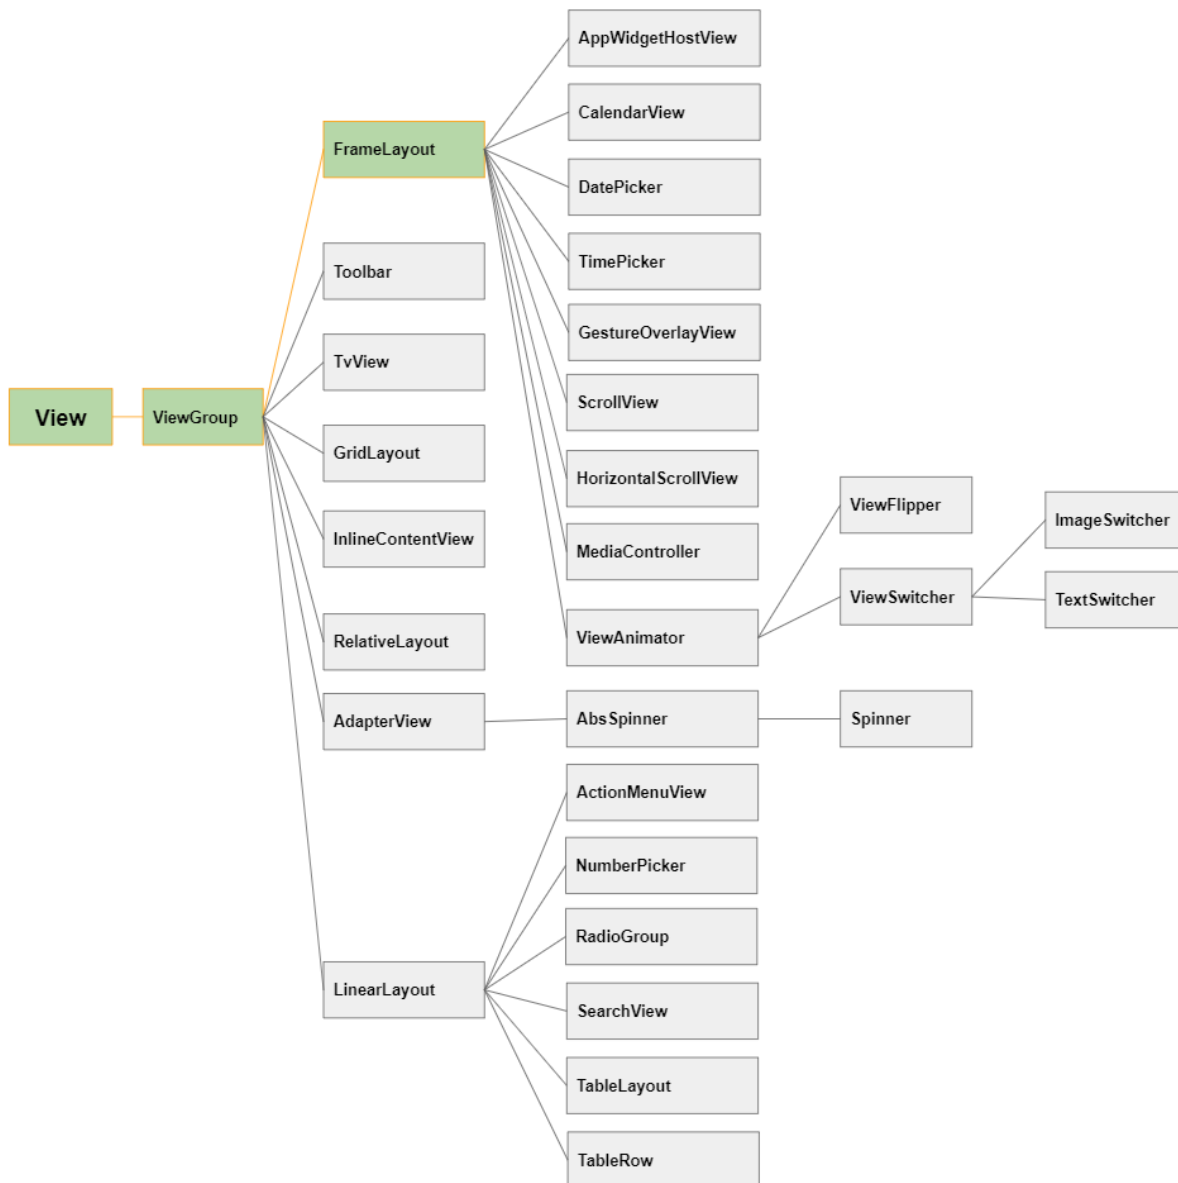 View
ViewGroup
FrameLayout
Toolbar
TvView
GridLayout
InlineContentView
RelativeLayout
AdapterView
LinearLayout
AppWidgetHostView
CalendarView
DatePicker
TimePicker
GestureOverlayView
ScrollView
HorizontalScrollView
MediaController
ViewAnimator
AbsSpinner
ActionMenuView
NumberPicker
RadioGroup
SearchView
TableLayout
TableRow
ViewFlipper
ViewSwitcher
Spinner
ImageSwitcher
TextSwitcher